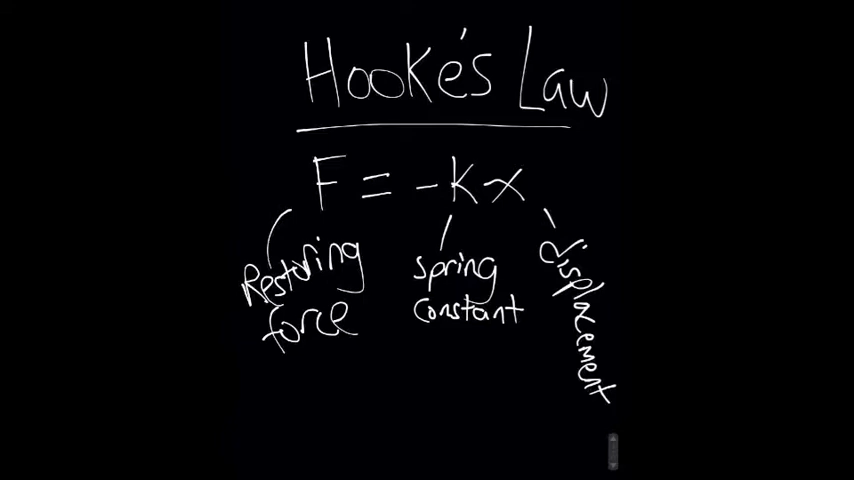 Hooke's Law
F = -Kx
Restoring force
spring constant
displacement